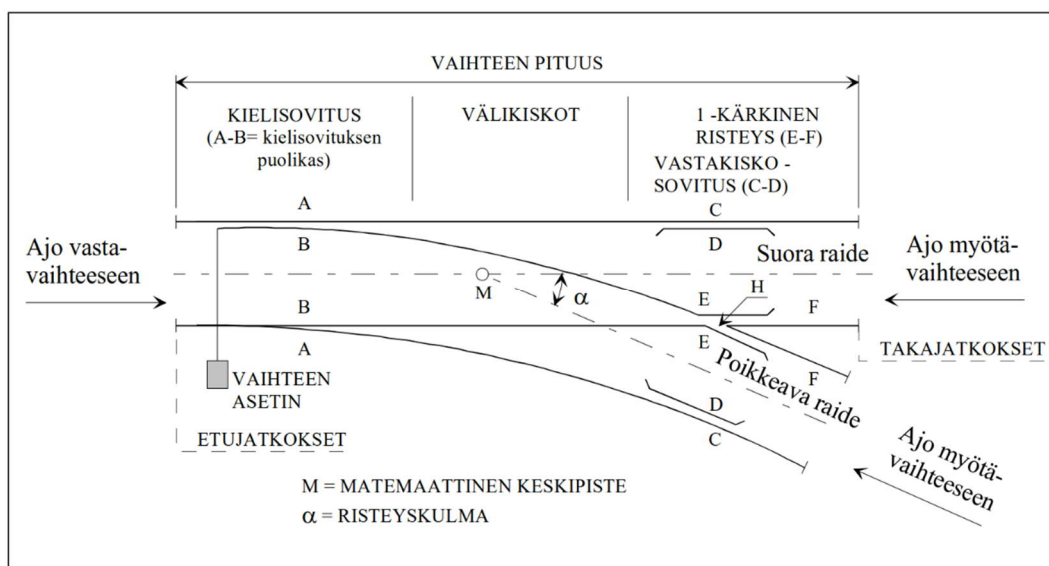 VAIHTEEN PITUUS
KIELISOVITUS
(A-B= kielisovituksen
puolikas)
VÄLIKISKOT
1 -KÄRKINEN
RISTEYS (E-F)
VASTAKISKO -
SOVITUS (C-D)
A
C
B
D
Ajo vasta-
vaihteeseen
Suora raide
Ajo myötä-
vaihteeseen
M
α
H
B
E
F
A
E
F
Poikkeava raide
TAKAJATKOKSET
VAIHTEEN
ASETIN
D
C
ETUJATKOKSET
Ajo myötä-
vaihteeseen
M = MATEMAATTINEN KESKIPISTE
α = RISTEYSKULMA